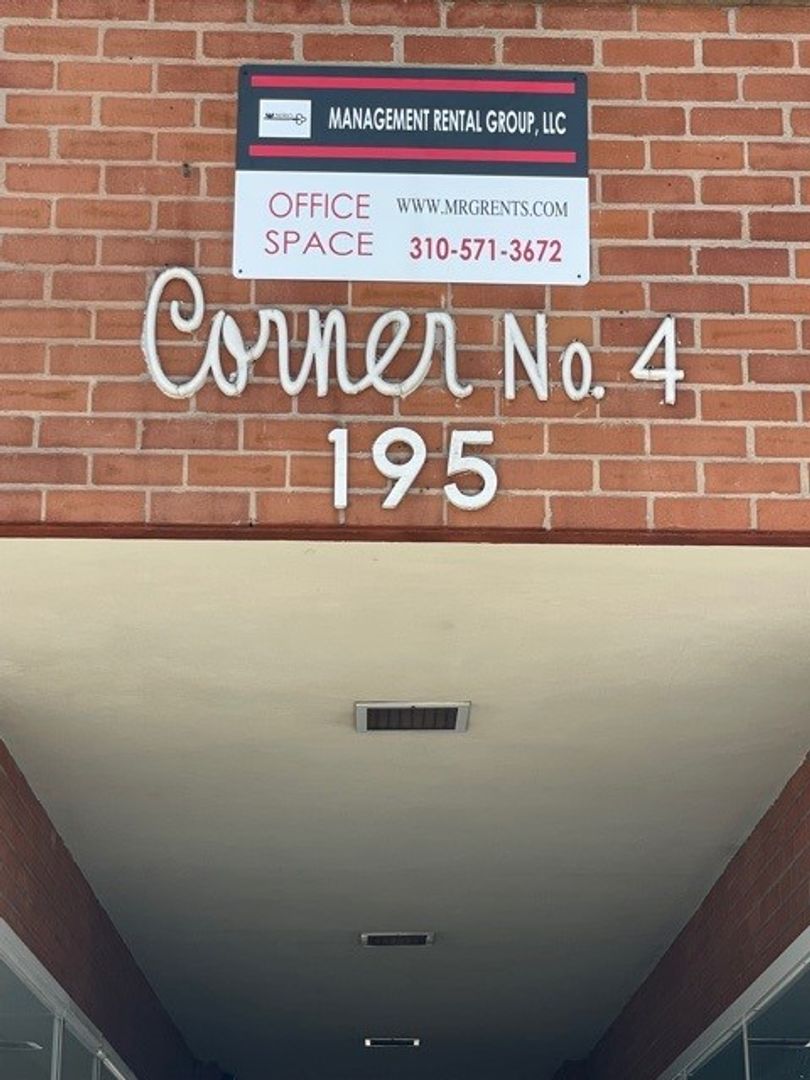 MANAGEMENT RENTAL GROUP, LLC
OFFICE SPACE
WWW.MRGRENTS.COM
310-571-3672
Corner No. 4
195